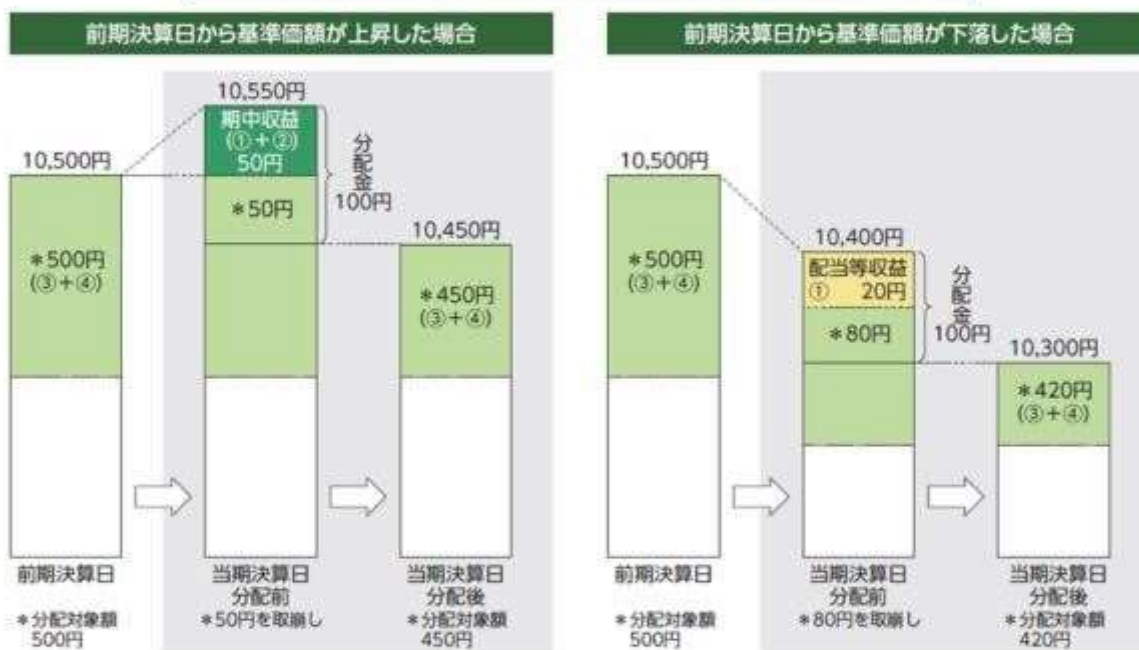 前期決算日から基準価額が上昇した場合
10,550円
期中収益
(①+②)
50円
分配金
100円
10,500円
*50円
10,450円
*500円
(③+④)
*450円
(③+④)
前期決算日
当期決算日
分配前
当期決算日
分配後
*分配対象額
500円
*50円を取崩し
*分配対象額
450円
前期決算日から基準価額が下落した場合
10,500円
10,400円
*500円
(③+④)
配当等収益
① 20円
分配金
100円
*80円
10,300円
*420円
(③+④)
前期決算日
当期決算日
分配前
当期決算日
分配後
*分配対象額
500円
*80円を取崩し
*分配対象額
420円